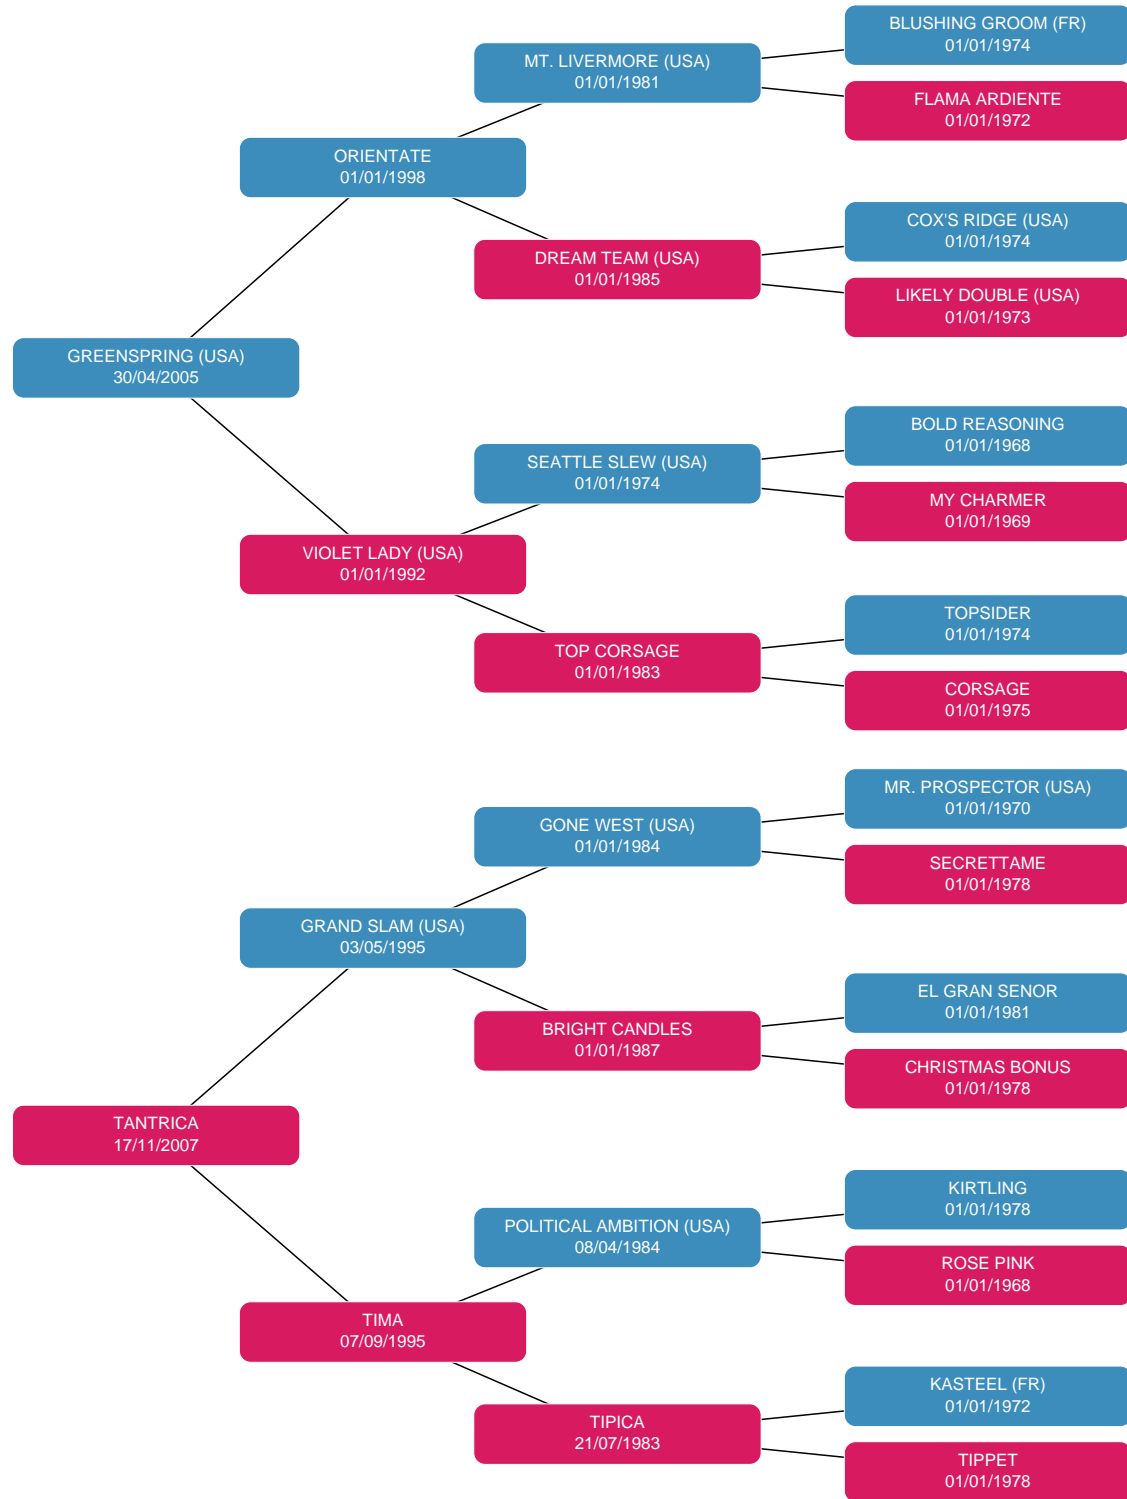 BLUSHING GROOM (FR)
01/01/1974
MT. LIVERMORE (USA)
01/01/1981
FLAMA ARDIENTE
01/01/1972
ORIENTATE
01/01/1998
COX'S RIDGE (USA)
01/01/1974
DREAM TEAM (USA)
01/01/1985
LIKELY DOUBLE (USA)
01/01/1973
GREENSPRING (USA)
30/04/2005
BOLD REASONING
01/01/1968
SEATTLE SLEW (USA)
01/01/1974
MY CHARMER
01/01/1969
VIOLET LADY (USA)
01/01/1992
TOPSIDER
01/01/1974
TOP CORSAGE
01/01/1983
CORSAGE
01/01/1975
MR. PROSPECTOR (USA)
01/01/1970
GONE WEST (USA)
01/01/1984
SECRETTAME
01/01/1978
GRAND SLAM (USA)
03/05/1995
EL GRAN SENOR
01/01/1981
BRIGHT CANDLES
01/01/1987
CHRISTMAS BONUS
01/01/1978
TANTRICA
17/11/2007
KIRTLING
01/01/1978
POLITICAL AMBITION (USA)
08/04/1984
ROSE PINK
01/01/1968
TIMA
07/09/1995
KASTEEL (FR)
01/01/1972
TIPICA
21/07/1983
TIPPET
01/01/1978